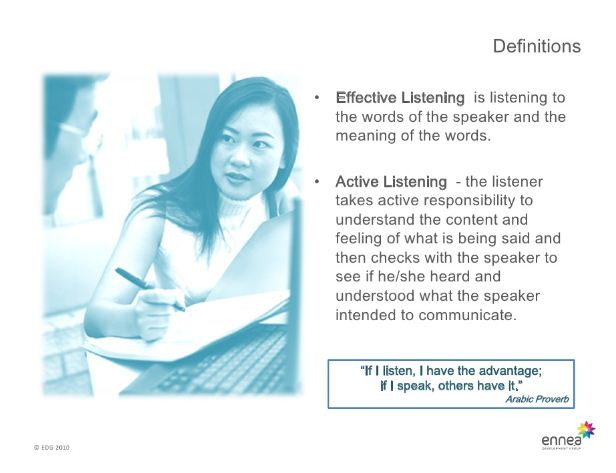 Definitions
• Effective Listening is listening to
the words of the speaker and the
meaning of the words.
• Active Listening - the listener
takes active responsibility to
understand the content and
feeling of what is being said and
then checks with the speaker to
see if he/she heard and
understood what the speaker
intended to communicate.
“If I listen, I have the advantage;
If I speak, others have it.”
Arabic Proverb
© EDG 2010
ennea
DEVELOPMENT GROUP